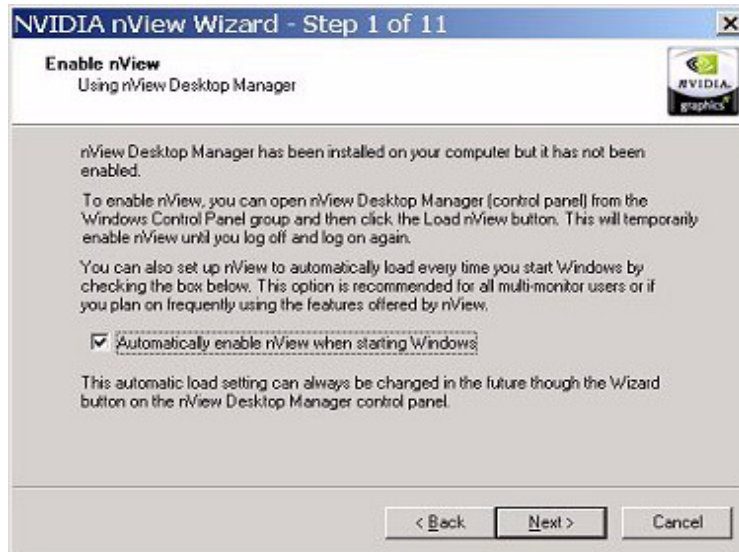 NVIDIA nView Wizard - Step 1 of 11
Enable nView
Using nView Desktop Manager
NVIDIA.
graphics
nView Desktop Manager has been installed on your computer but it has not been
enabled.
To enable nView, you can open nView Desktop Manager (control panel) from the
Windows Control Panel group and then click the Load nView button. This will temporarily
enable nView until you log off and log on again.
You can also set up nView to automatically load every time you start Windows by
checking the box below. This option is recommended for all multi-monitor users or if
you plan on frequently using the features offered by nView.
Automatically enable nView when starting Windows
This automatic load setting can always be changed in the future though the Wizard
button on the nView Desktop Manager control panel.
< Back
Next >
Cancel